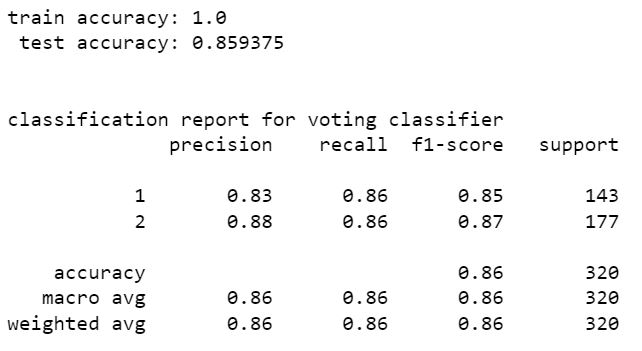 train accuracy: 1.0
test accuracy: 0.859375
classification report for voting classifier
precision recall f1-score support
1 0.83 0.86 0.85 143
2 0.88 0.86 0.87 177
accuracy 0.86 320
macro avg 0.86 0.86 0.86 320
weighted avg 0.86 0.86 0.86 320